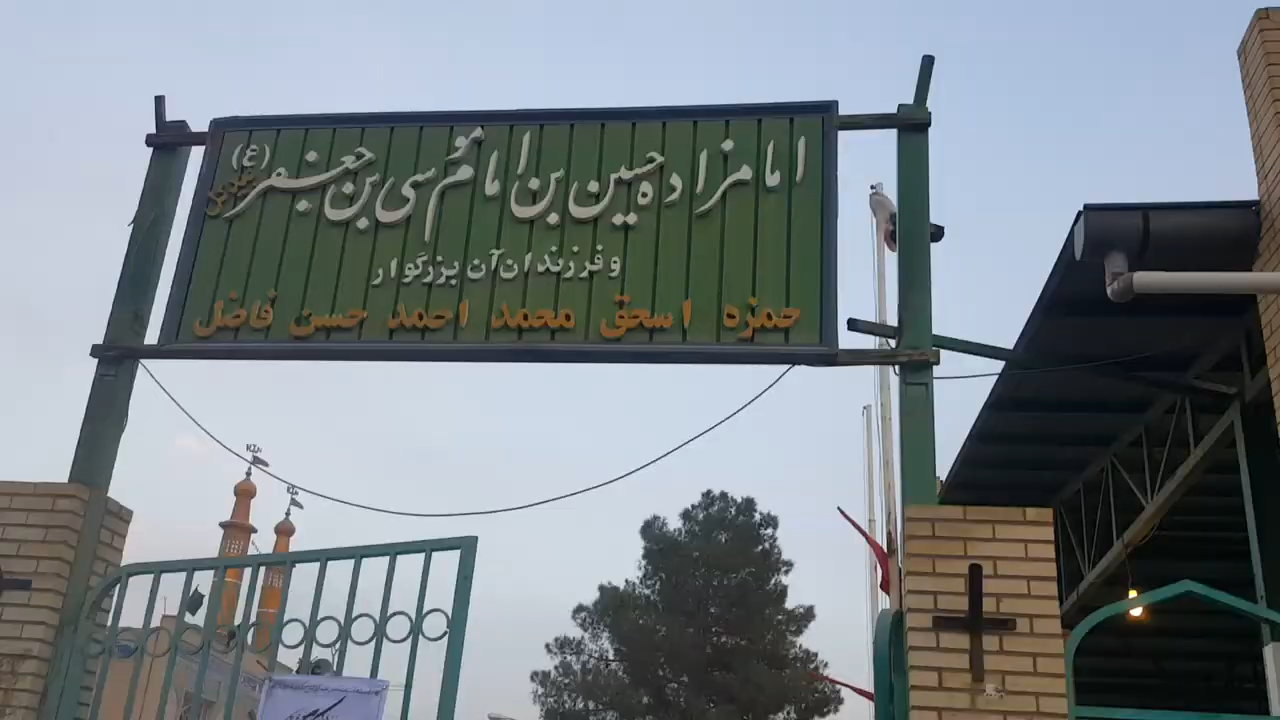 امامزاده حسین بن امام موسی بن جعفر (ع)
و فرزندان آن بزرگوار
حمزه اسحق محمد احمد حسن فاضل